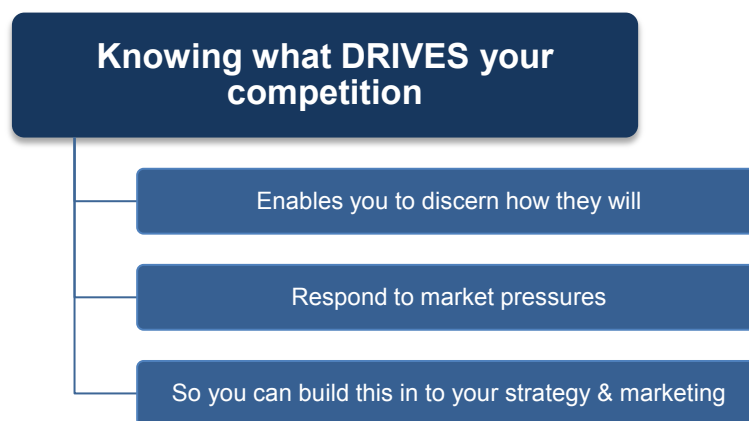 Knowing what DRIVES your
competition
Enables you to discern how they will
Respond to market pressures
So you can build this in to your strategy & marketing